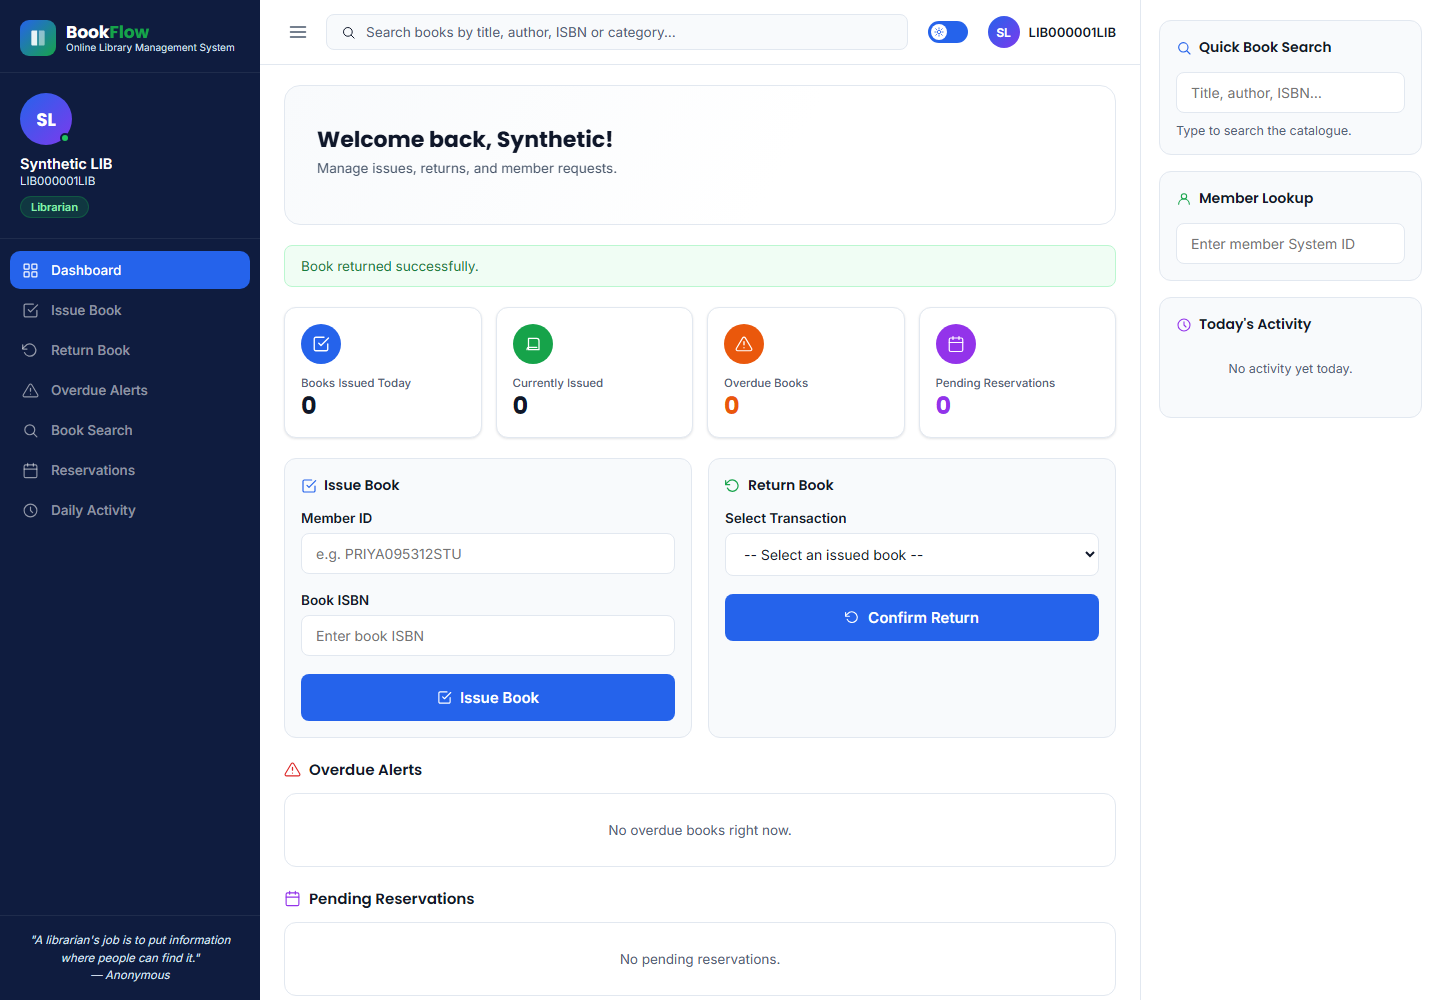 BookFlow
Online Library Management System
SL
Synthetic LIB
LIB000001LIB
Librarian
Dashboard
Issue Book
Return Book
Overdue Alerts
Book Search
Reservations
Daily Activity
"A librarian's job is to put information
where people can find it."
— Anonymous
Search books by title, author, ISBN or category...
SL
LIB000001LIB
Welcome back, Synthetic!
Manage issues, returns, and member requests.
Book returned successfully.
Books Issued Today
0
Currently Issued
0
Overdue Books
0
Pending Reservations
0
Issue Book
Member ID
e.g. PRIYA095312STU
Book ISBN
Enter book ISBN
Issue Book
Return Book
Select Transaction
-- Select an issued book --
Confirm Return
Overdue Alerts
No overdue books right now.
Pending Reservations
No pending reservations.
Quick Book Search
Title, author, ISBN...
Type to search the catalogue.
Member Lookup
Enter member System ID
Today's Activity
No activity yet today.